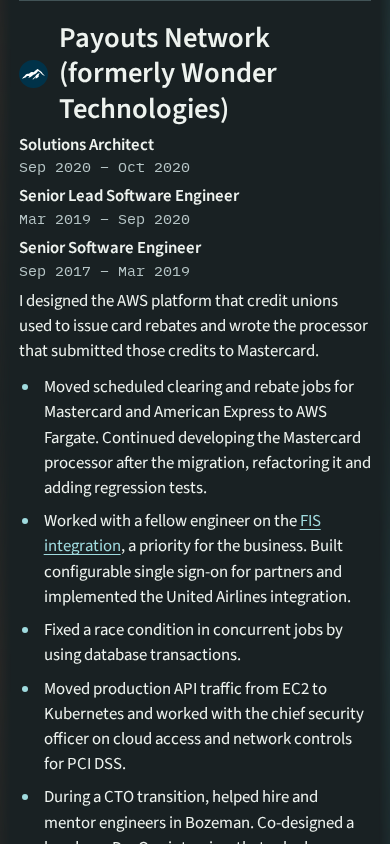 Payouts Network
(formerly Wonder
Technologies)
Solutions Architect
Sep 2020 – Oct 2020
Senior Lead Software Engineer
Mar 2019 – Sep 2020
Senior Software Engineer
Sep 2017 – Mar 2019
I designed the AWS platform that credit unions
used to issue card rebates and wrote the processor
that submitted those credits to Mastercard.
• Moved scheduled clearing and rebate jobs for
Mastercard and American Express to AWS
Fargate. Continued developing the Mastercard
processor after the migration, refactoring it and
adding regression tests.
• Worked with a fellow engineer on the FIS
integration, a priority for the business. Built
configurable single sign-on for partners and
implemented the United Airlines integration.
• Fixed a race condition in concurrent jobs by
using database transactions.
• Moved production API traffic from EC2 to
Kubernetes and worked with the chief security
officer on cloud access and network controls
for PCI DSS.
• During a CTO transition, helped hire and
mentor engineers in Bozeman. Co-designed a